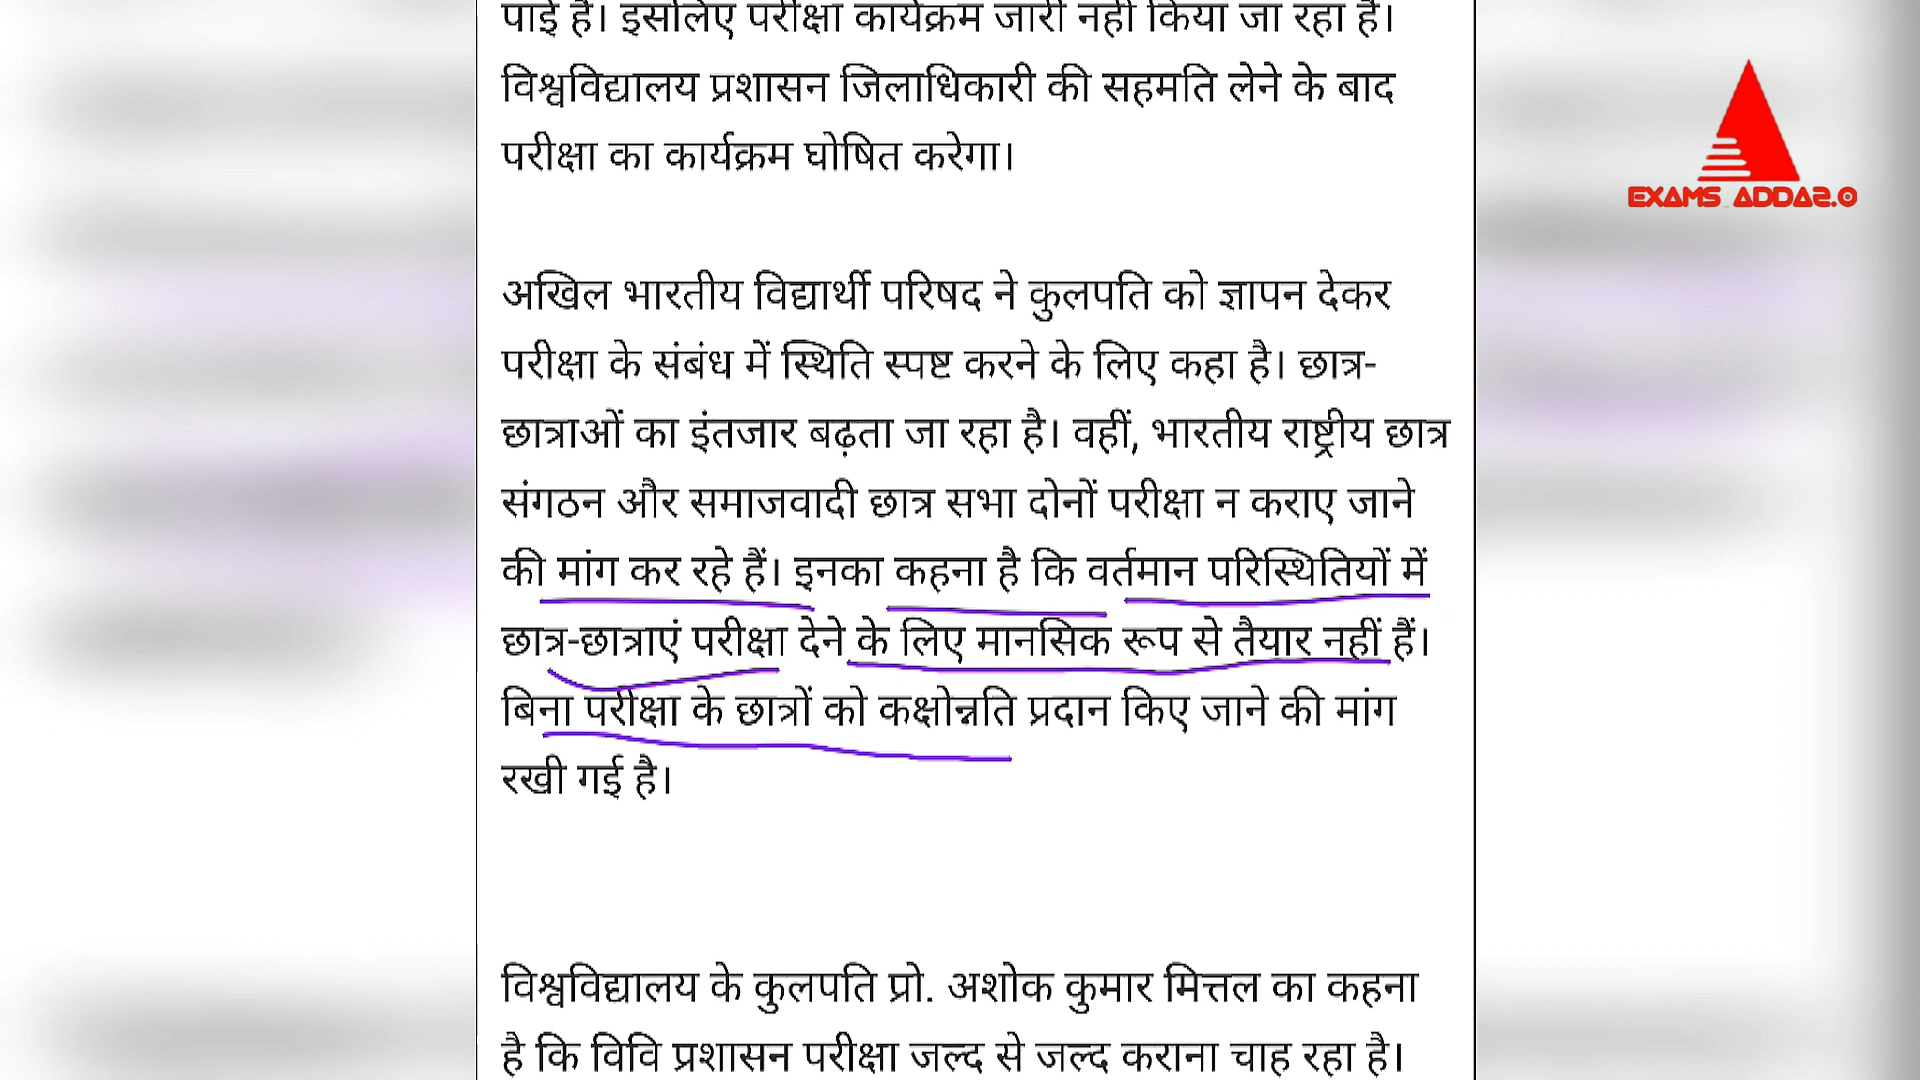 पाई है। इसलिए परीक्षा कार्यक्रम जारी नहीं किया जा रहा है।
विश्वविद्यालय प्रशासन जिलाधिकारी की सहमति लेने के बाद
परीक्षा का कार्यक्रम घोषित करेगा।
EXAMS_ADDA2.0
अखिल भारतीय विद्यार्थी परिषद ने कुलपति को ज्ञापन देकर
परीक्षा के संबंध में स्थिति स्पष्ट करने के लिए कहा है। छात्र-
छात्राओं का इंतजार बढ़ता जा रहा है। वहीं, भारतीय राष्ट्रीय छात्र
संगठन और समाजवादी छात्र सभा दोनों परीक्षा न कराए जाने
की मांग कर रहे हैं। इनका कहना है कि वर्तमान परिस्थितियों में
छात्र-छात्राएं परीक्षा देने के लिए मानसिक रूप से तैयार नहीं हैं।
बिना परीक्षा के छात्रों को कक्षोन्नति प्रदान किए जाने की मांग
रखी गई है।
विश्वविद्यालय के कुलपति प्रो. अशोक कुमार मित्तल का कहना
है कि विवि प्रशासन परीक्षा जल्द से जल्द कराना चाह रहा है।